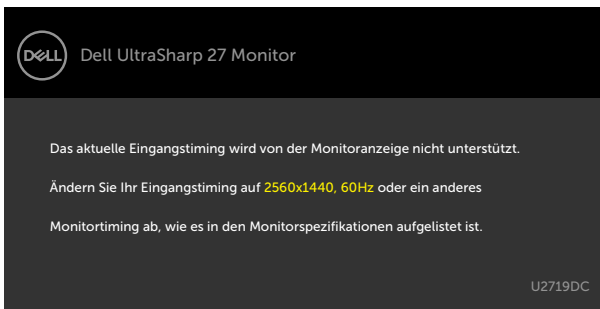 DELL
Dell UltraSharp 27 Monitor
Das aktuelle Eingangstiming wird von der Monitoranzeige nicht unterstützt.
Ändern Sie Ihr Eingangstiming auf 2560x1440, 60Hz oder ein anderes
Monitortiming ab, wie es in den Monitorspezifikationen aufgelistet ist.
U2719DC